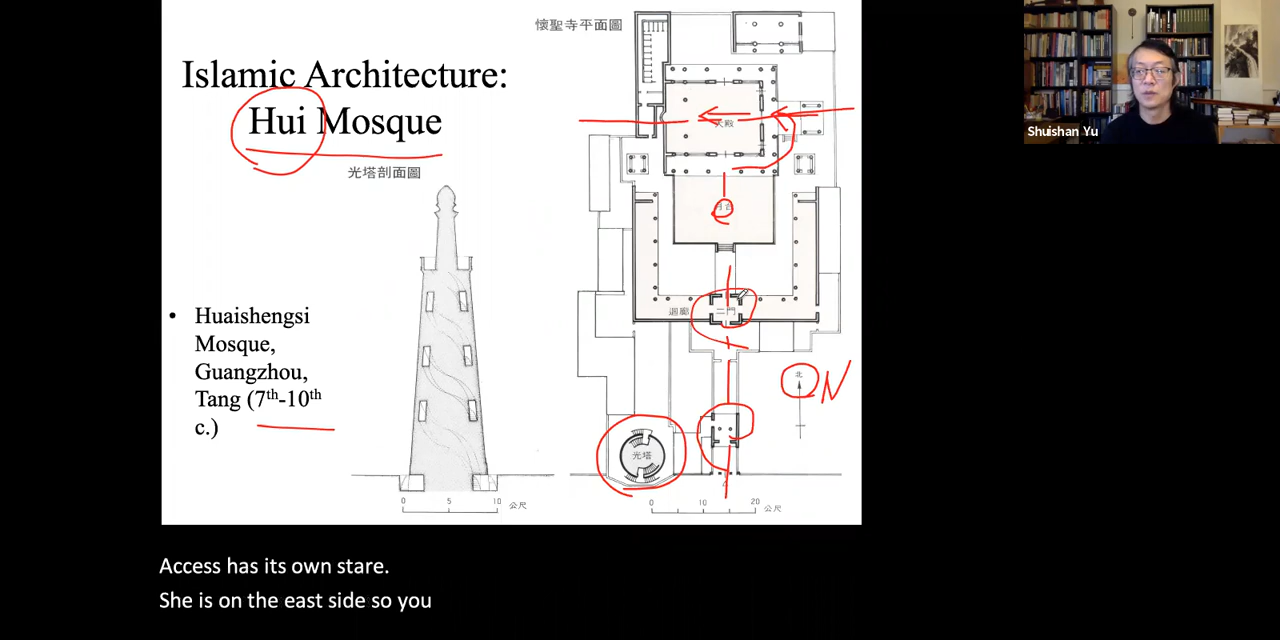 懷聖寺平面圖
Islamic Architecture:
Hui Mosque
Shuishan Yu
大殿
光塔剖面圖
月台
e
• Huaishengsi
Mosque,
Guangzhou,
Tang (7th-10th
c.)
迴廊
二門
北
N
光塔
0 5 10 公尺
0 10 20 公尺
Access has its own stare.
She is on the east side so you